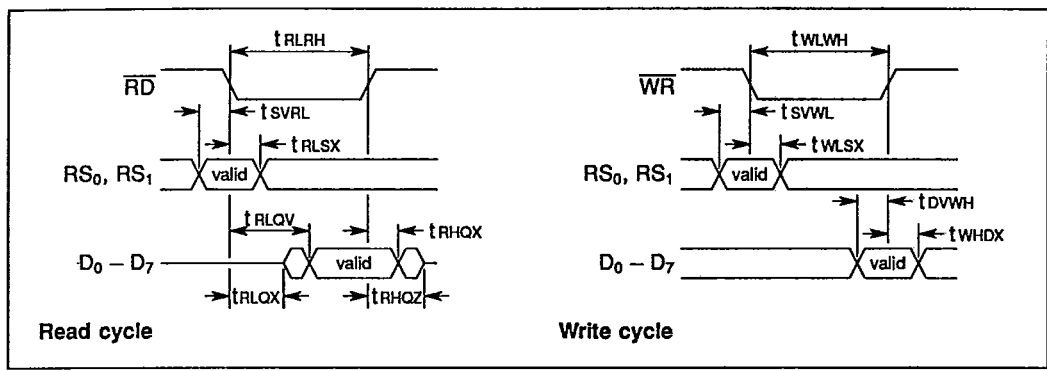 tRLRH
RD
tSVRL
tRLSX
RS0, RS1
valid
tRLQV
tRHQX
D0 – D7
valid
tRLQX
tRHQZ
Read cycle
tWLWH
WR
tSVWL
tWLSX
RS0, RS1
valid
tDVWH
tWHDX
D0 – D7
valid
Write cycle